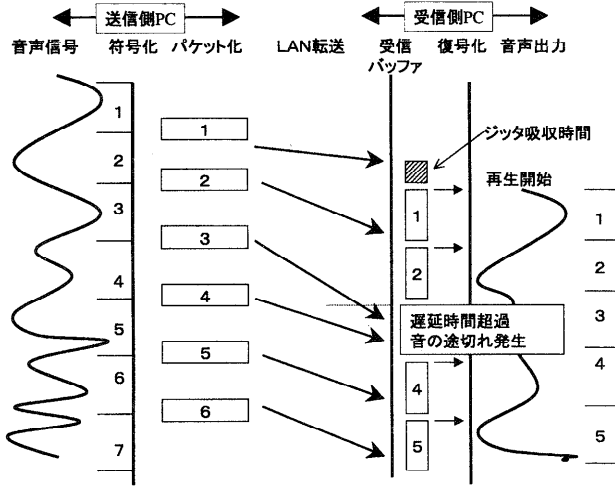 送信側PC
受信側PC
音声信号
符号化
パケット化
LAN転送
受信
バッファ
復号化
音声出力
1
2
3
4
5
6
7
1
2
3
4
5
6
ジッタ吸収時間
再生開始
1
2
遅延時間超過
音の途切れ発生
4
5
1
2
3
4
5